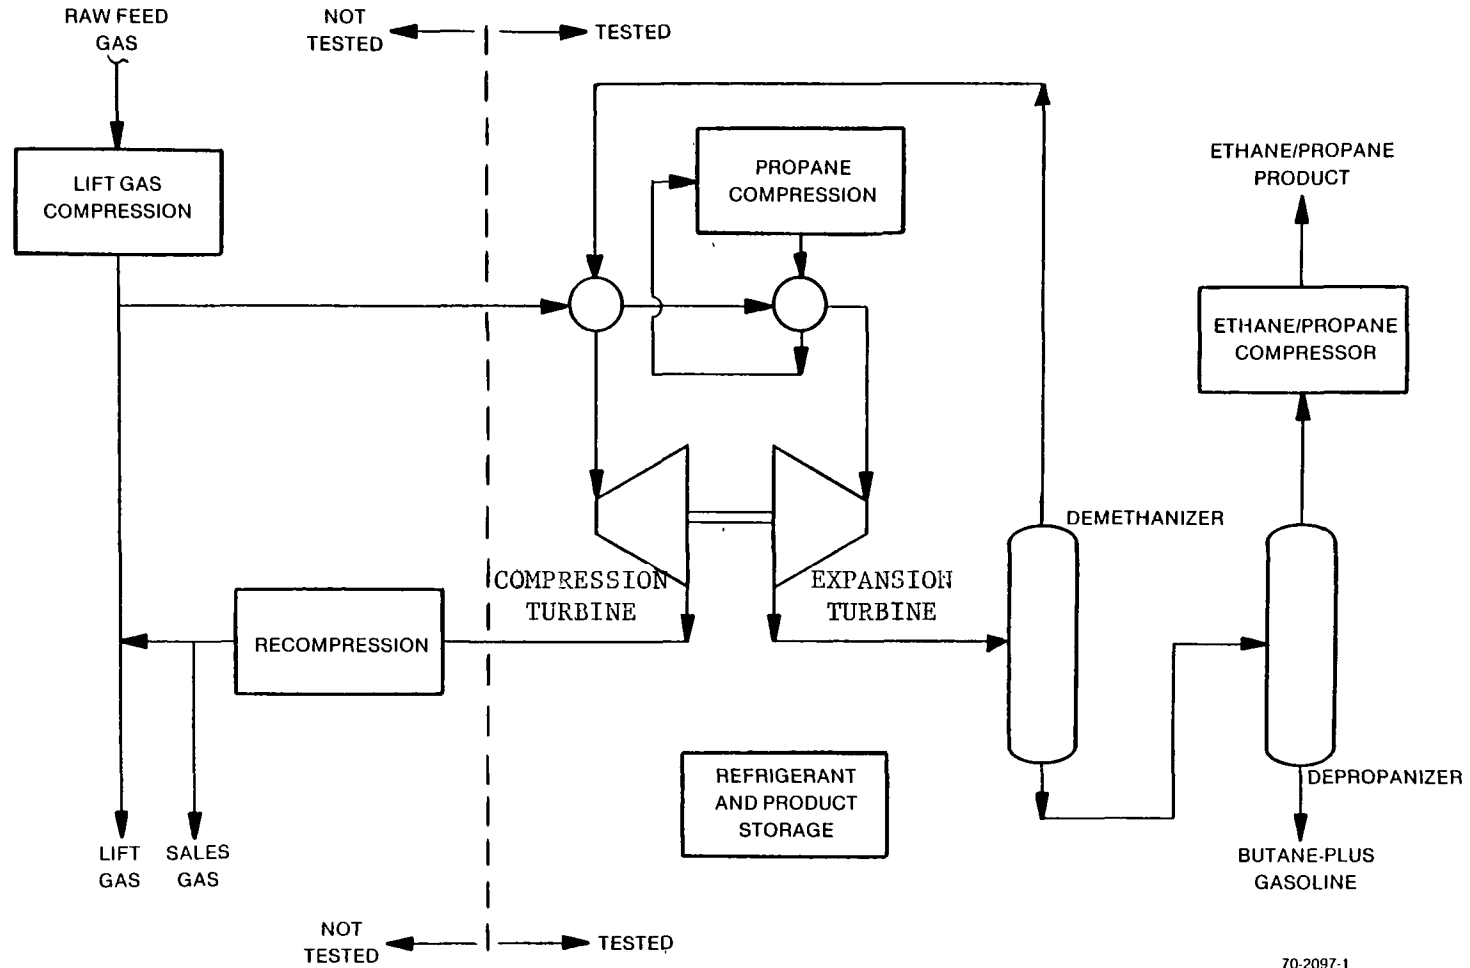 RAW FEED
GAS
NOT
TESTED
TESTED
LIFT GAS
COMPRESSION
PROPANE
COMPRESSION
ETHANE/PROPANE
PRODUCT
ETHANE/PROPANE
COMPRESSOR
DEMETHANIZER
COMPRESSION
TURBINE
EXPANSION
TURBINE
RECOMPRESSION
REFRIGERANT
AND PRODUCT
STORAGE
DEPROPANIZER
LIFT
GAS
SALES
GAS
BUTANE-PLUS
GASOLINE
NOT
TESTED
TESTED
70-2097-1